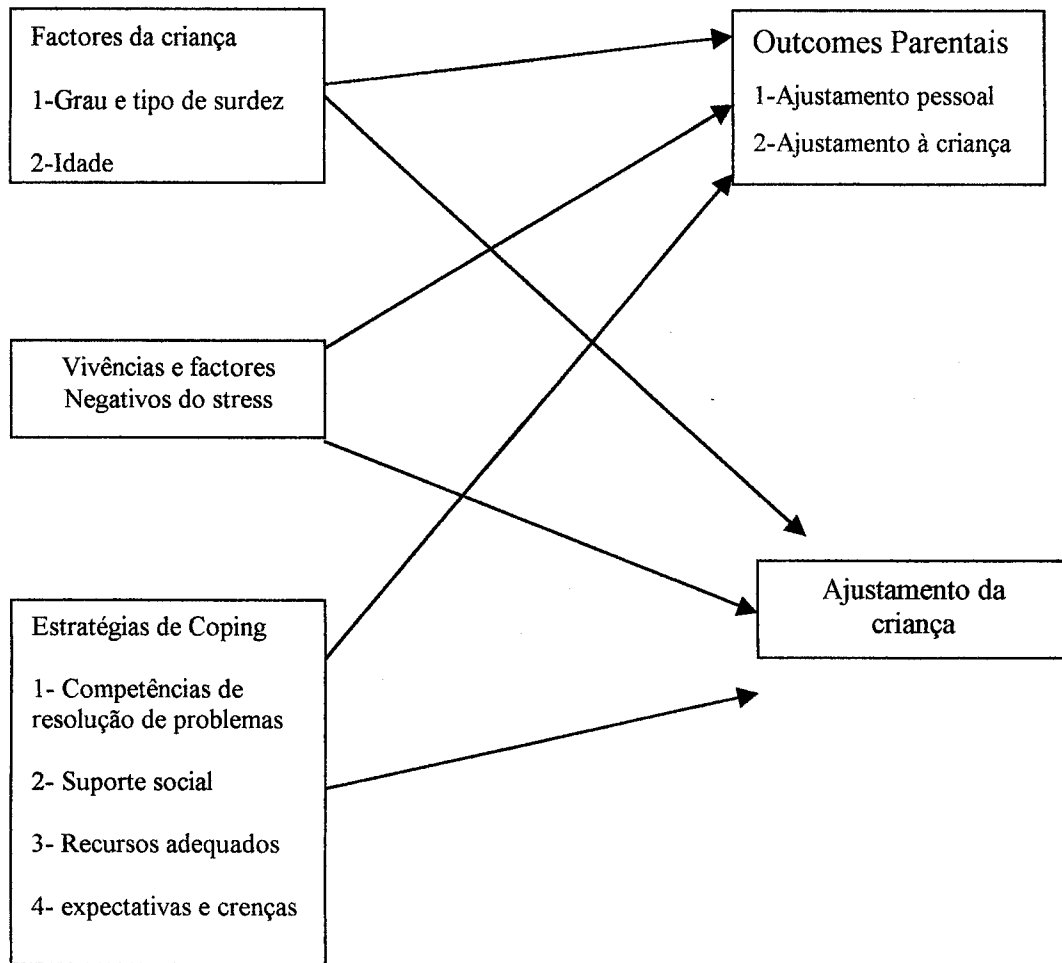 Factores da criança
1-Grau e tipo de surdez
2-Idade
Outcomes Parentais
1-Ajustamento pessoal
2-Ajustamento à criança
Vivências e factores
Negativos do stress
Estratégias de Coping
1- Competências de
resolução de problemas
2- Suporte social
3- Recursos adequados
4- expectativas e crenças
Ajustamento da
criança